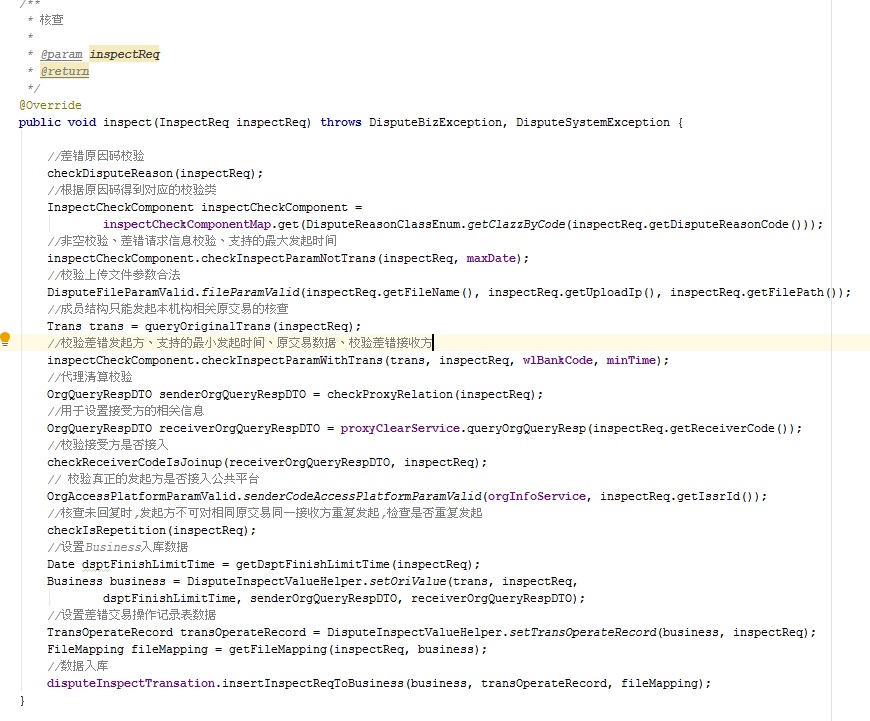 /**
 * 核查
 *
 * @param inspectReq
 * @return
 */
@Override
public void inspect(InspectReq inspectReq) throws DisputeBizException, DisputeSystemException {
//差错原因码校验
checkDisputeReason(inspectReq);
//根据原因码得到对应的校验类
InspectCheckComponent inspectCheckComponent =
inspectCheckComponentMap.get(DisputeReasonClassEnum.getClazzByCode(inspectReq.getDisputeReasonCode()));
//非空校验、差错请求信息校验、支持的最大发起时间
inspectCheckComponent.checkInspectParamNotTrans(inspectReq, maxDate);
//校验上传文件参数合法
DisputeFileParamValid.fileParamValid(inspectReq.getFileName(), inspectReq.getUploadIp(), inspectReq.getFilePath());
//成员结构只能发起本机构相关原交易的核查
Trans trans = queryOriginalTrans(inspectReq);
//校验差错发起方、支持的最小发起时间、原交易数据、校验差错接收方
inspectCheckComponent.checkInspectParamWithTrans(trans, inspectReq, wlBankCode, minTime);
//代理清算校验
OrgQueryRespDTO senderOrgQueryRespDTO = checkProxyRelation(inspectReq);
//用于设置接受方的相关信息
OrgQueryRespDTO receiverOrgQueryRespDTO = proxyClearService.queryOrgQueryResp(inspectReq.getReceiverCode());
//校验接受方是否接入
checkReceiverCodeIsJoinup(receiverOrgQueryRespDTO, inspectReq);
// 校验真正的发起方是否接入公共平台
OrgAccessPlatformParamValid.senderCodeAccessPlatformParamValid(orgInfoService, inspectReq.getIssrId());
//核查未回复时,发起方不可对相同原交易同一接收方重复发起,检查是否重复发起
checkIsRepetition(inspectReq);
//设置Business入库数据
Date dsptFinishLimitTime = getDsptFinishLimitTime(inspectReq);
Business business = DisputeInspectValueHelper.setOriValue(trans, inspectReq,
dsptFinishLimitTime, senderOrgQueryRespDTO, receiverOrgQueryRespDTO);
//设置差错交易操作记录表数据
TransOperateRecord transOperateRecord = DisputeInspectValueHelper.setTransOperateRecord(business, inspectReq);
FileMapping fileMapping = getFileMapping(inspectReq, business);
//数据入库
disputeInspectTransation.insertInspectReqToBusiness(business, transOperateRecord, fileMapping);
}